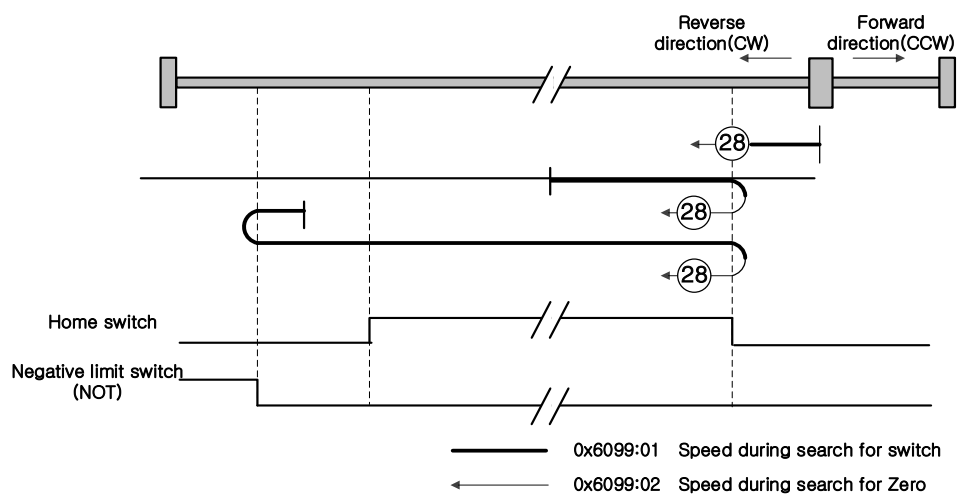 Reverse
direction(CW)
Forward
direction(CCW)
28
28
28
Home switch
Negative limit switch
(NOT)
0x6099:01 Speed during search for switch
0x6099:02 Speed during search for Zero